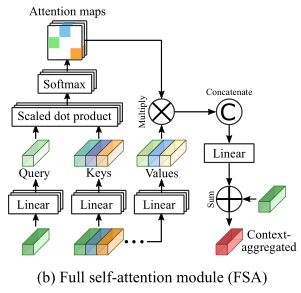 Attention maps
Softmax
Scaled dot product
Query
Keys
Values
Linear
Linear
Linear
Multiply
Concatenate
C
Linear
Sum
Context-
aggregated
(b) Full self-attention module (FSA)